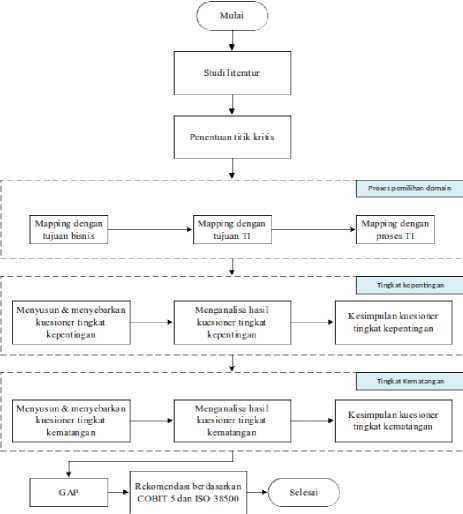 Mulai
Studi literatur
Penentuan titik kritis
Proses pemilihan domain
Mapping dengan
tujuan bisnis
Mapping dengan
tujuan TI
Mapping dengan
proses TI
Tingkat kepentingan
Menyusun & menyebarkan
kuesioner tingkat
kepentingan
Menganalisa hasil
kuesioner tingkat
kepentingan
Kesimpulan kuesioner
tingkat kepentingan
Tingkat Kematangan
Menyusun & menyebarkan
kuesioner tingkat
kematangan
Menganalisa hasil
kuesioner tingkat
kematangan
Kesimpulan kuesioner
tingkat kematangan
GAP
Rekomendasi berdasarkan
COBIT 5 dan ISO 38500
Selesai